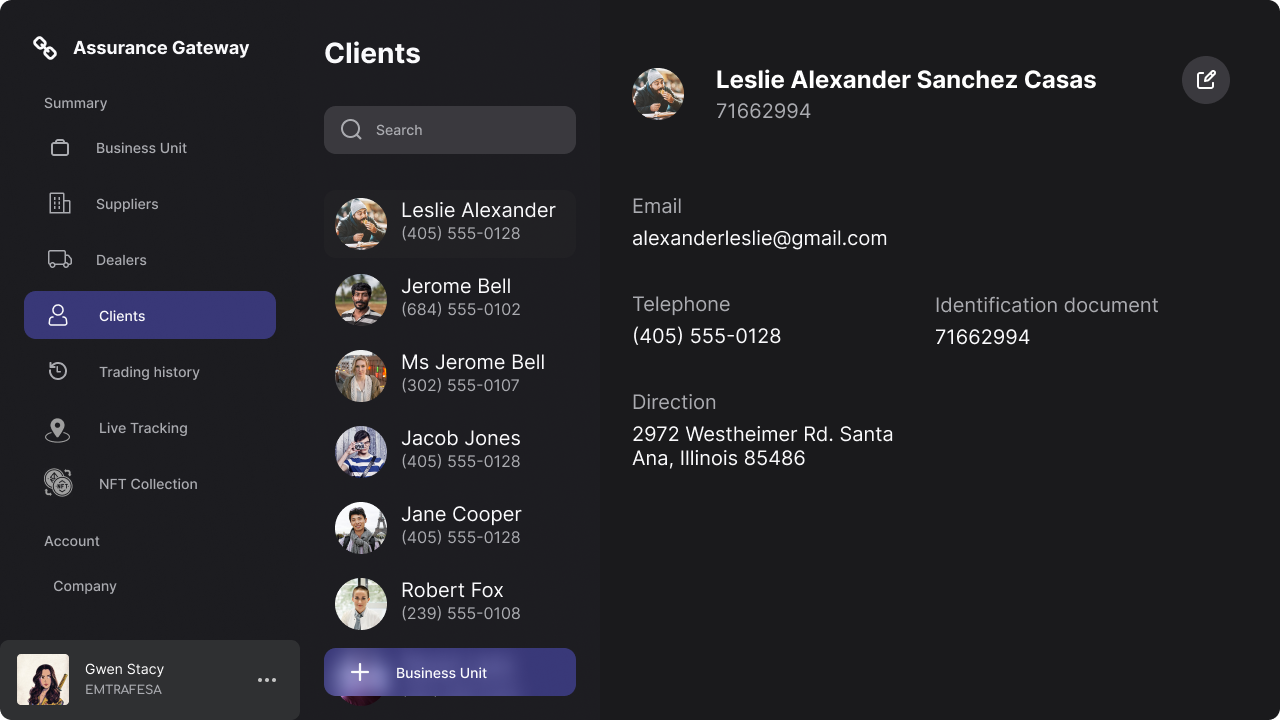 Assurance Gateway
Summary
Business Unit
Suppliers
Dealers
Clients
Trading history
Live Tracking
NFT Collection
Account
Company
Gwen Stacy
EMTRAFESA
Clients
Search
Leslie Alexander
(405) 555-0128
Jerome Bell
(684) 555-0102
Ms Jerome Bell
(302) 555-0107
Jacob Jones
(405) 555-0128
Jane Cooper
(405) 555-0128
Robert Fox
(239) 555-0108
Business Unit
Leslie Alexander Sanchez Casas
71662994
Email
alexanderleslie@gmail.com
Telephone
(405) 555-0128
Identification document
71662994
Direction
2972 Westheimer Rd. Santa
Ana, Illinois 85486